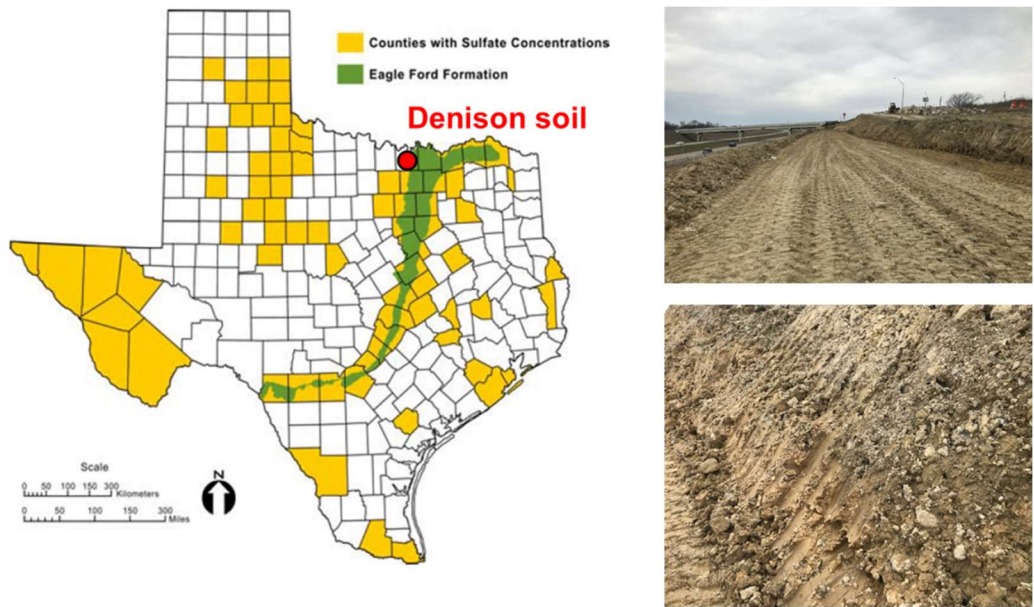 Counties with Sulfate Concentrations
Eagle Ford Formation
Denison soil
Scale
0 50 100 150 300
Kilometers
0 50 100 150 300
Miles
N